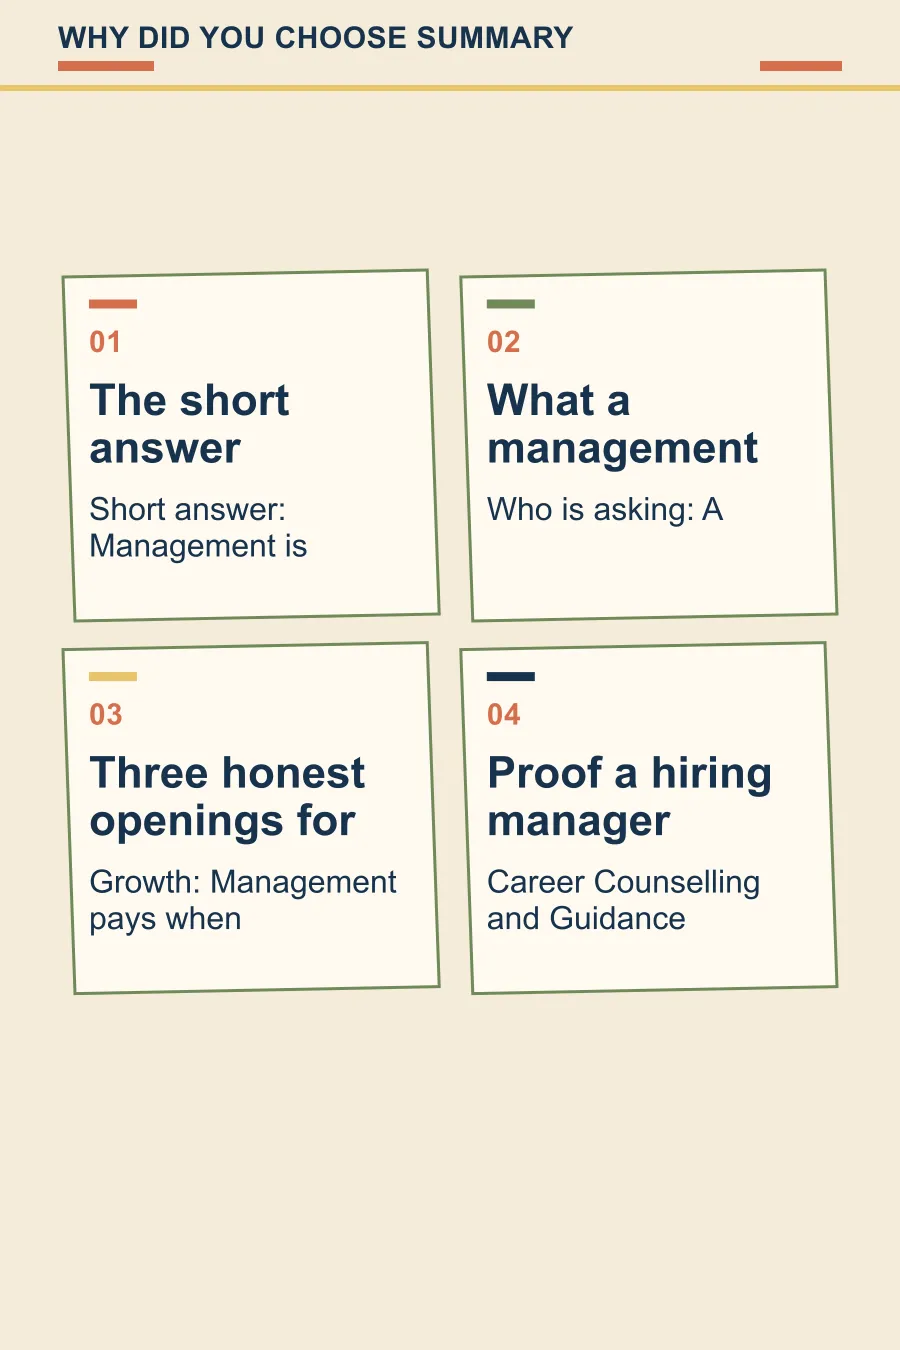 WHY DID YOU CHOOSE SUMMARY
01
The short
answer
Short answer:
Management is
02
What a
management
Who is asking: A
03
Three honest
openings for
Growth: Management
pays when
04
Proof a hiring
manager
Career Counselling
and Guidance